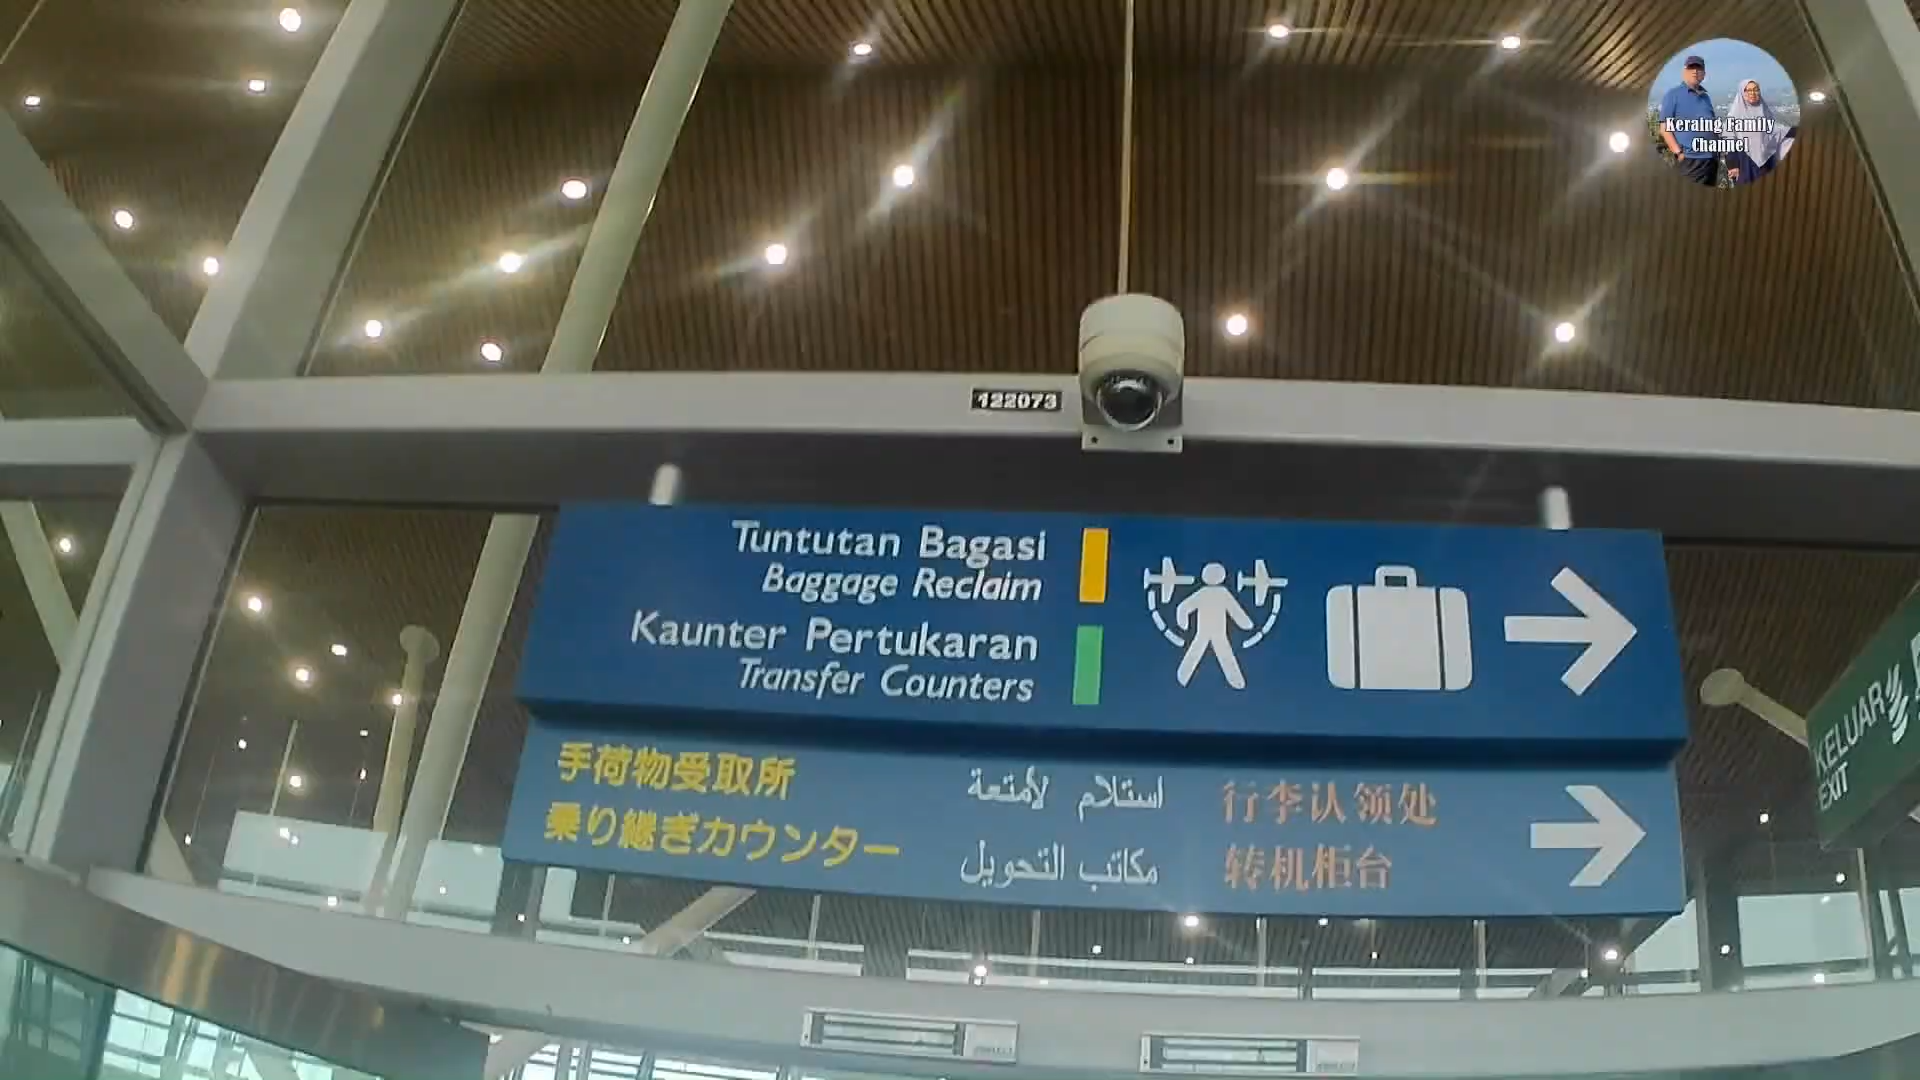 Keraing Family
Channel
122073
Tuntutan Bagasi
Baggage Reclaim
Kaunter Pertukaran
Transfer Counters
手荷物受取所
乗り継ぎカウンター
استلام لأمتعة
مكاتب التحويل
行李认领处
转机柜台
KELUAR
EXIT